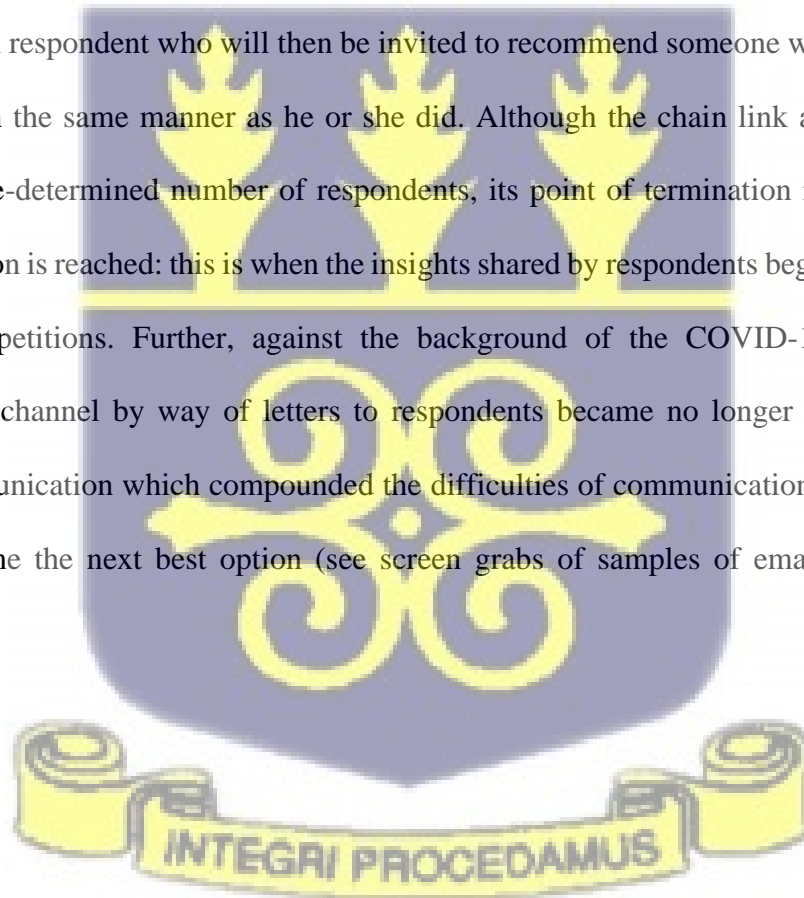 respondent who will then be invited to recommend someone w
the same manner as he or she did. Although the chain link a
e-determined number of respondents, its point of termination
on is reached: this is when the insights shared by respondents beg
petitions. Further, against the background of the COVID-1
channel by way of letters to respondents became no longer
unication which compounded the difficulties of communication
ne the next best option (see screen grabs of samples of ema
INTEGRI PROCEDAMUS